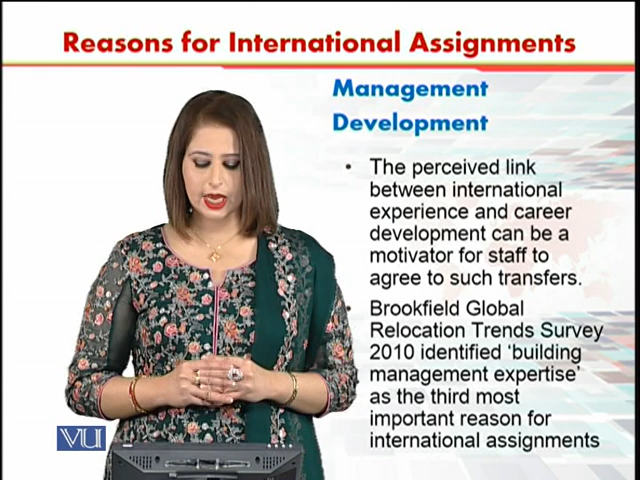 Reasons for International Assignments
Management
Development
• The perceived link
between international
experience and career
development can be a
motivator for staff to
agree to such transfers.
• Brookfield Global
Relocation Trends Survey
2010 identified ‘building
management expertise’
as the third most
important reason for
international assignments
VU